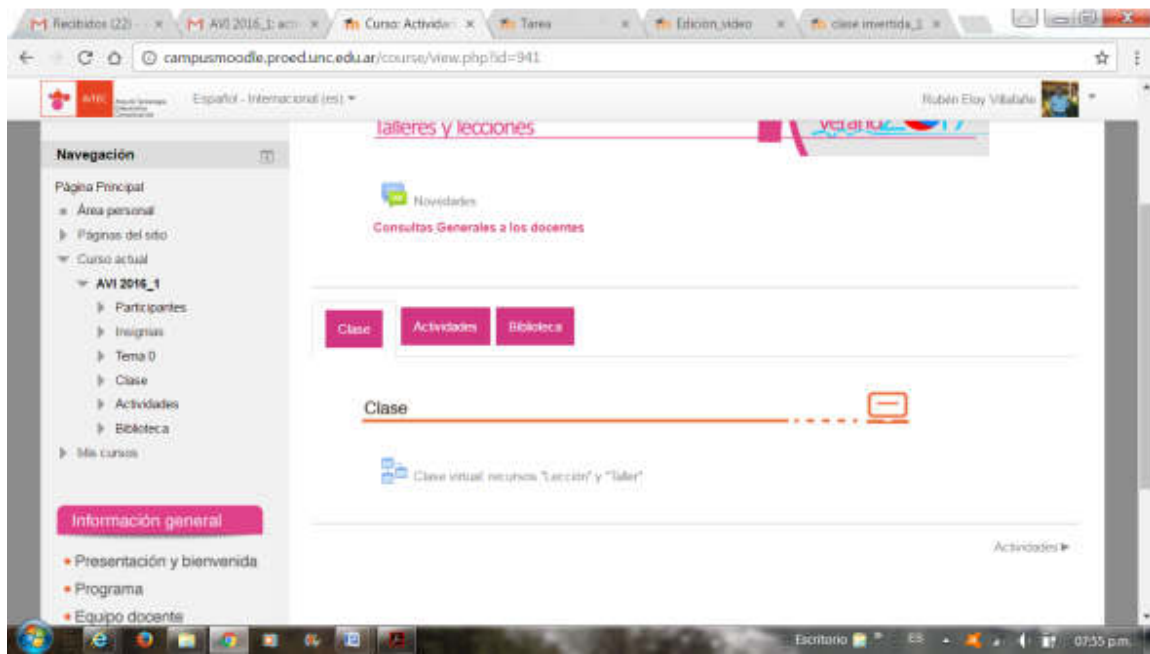 Recibidos (22)
AVI 2016_1: acti
Curso: Actividad
Tarea
Edicion_video
clase invertida_1
campusmoodle.proed.unc.edu.ar/course/view.php?id=941
Español - Internacional (es)
Rubén Eloy Villafañe
Talleres y lecciones
Navegación
Página Principal
Área personal
Páginas del sitio
Curso actual
AVI 2016_1
Participantes
Insignias
Tema 0
Clase
Actividades
Biblioteca
Mis cursos
Información general
Presentación y bienvenida
Programa
Equipo docente
Novedades
Consultas Generales a los docentes
Clase
Actividades
Biblioteca
Clase
Clase virtual: recursos "Lección" y "Taller"
Actividades
Escritorio
ES
07:55 p.m.